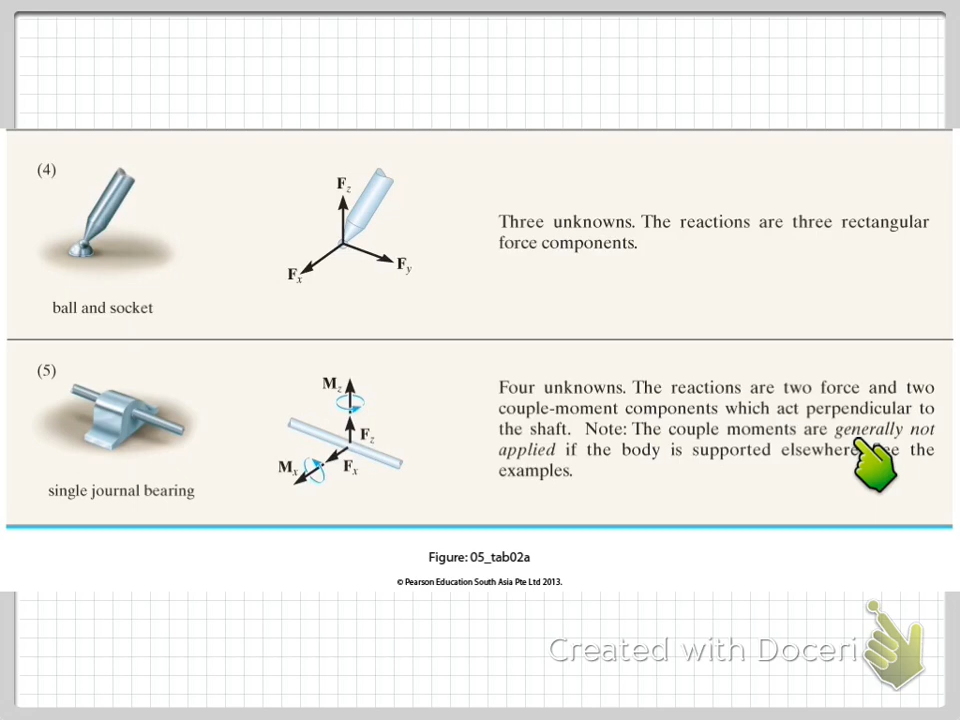 (4)
F_z
F_x
F_y
Three unknowns. The reactions are three rectangular
force components.
ball and socket
(5)
M_z
F_z
M_x
F_x
Four unknowns. The reactions are two force and two
couple-moment components which act perpendicular to
the shaft. Note: The couple moments are generally not
applied if the body is supported elsewhere. the
examples.
single journal bearing
Figure: 05_tab02a
© Pearson Education South Asia Pte Ltd 2013.
Created with Doceri